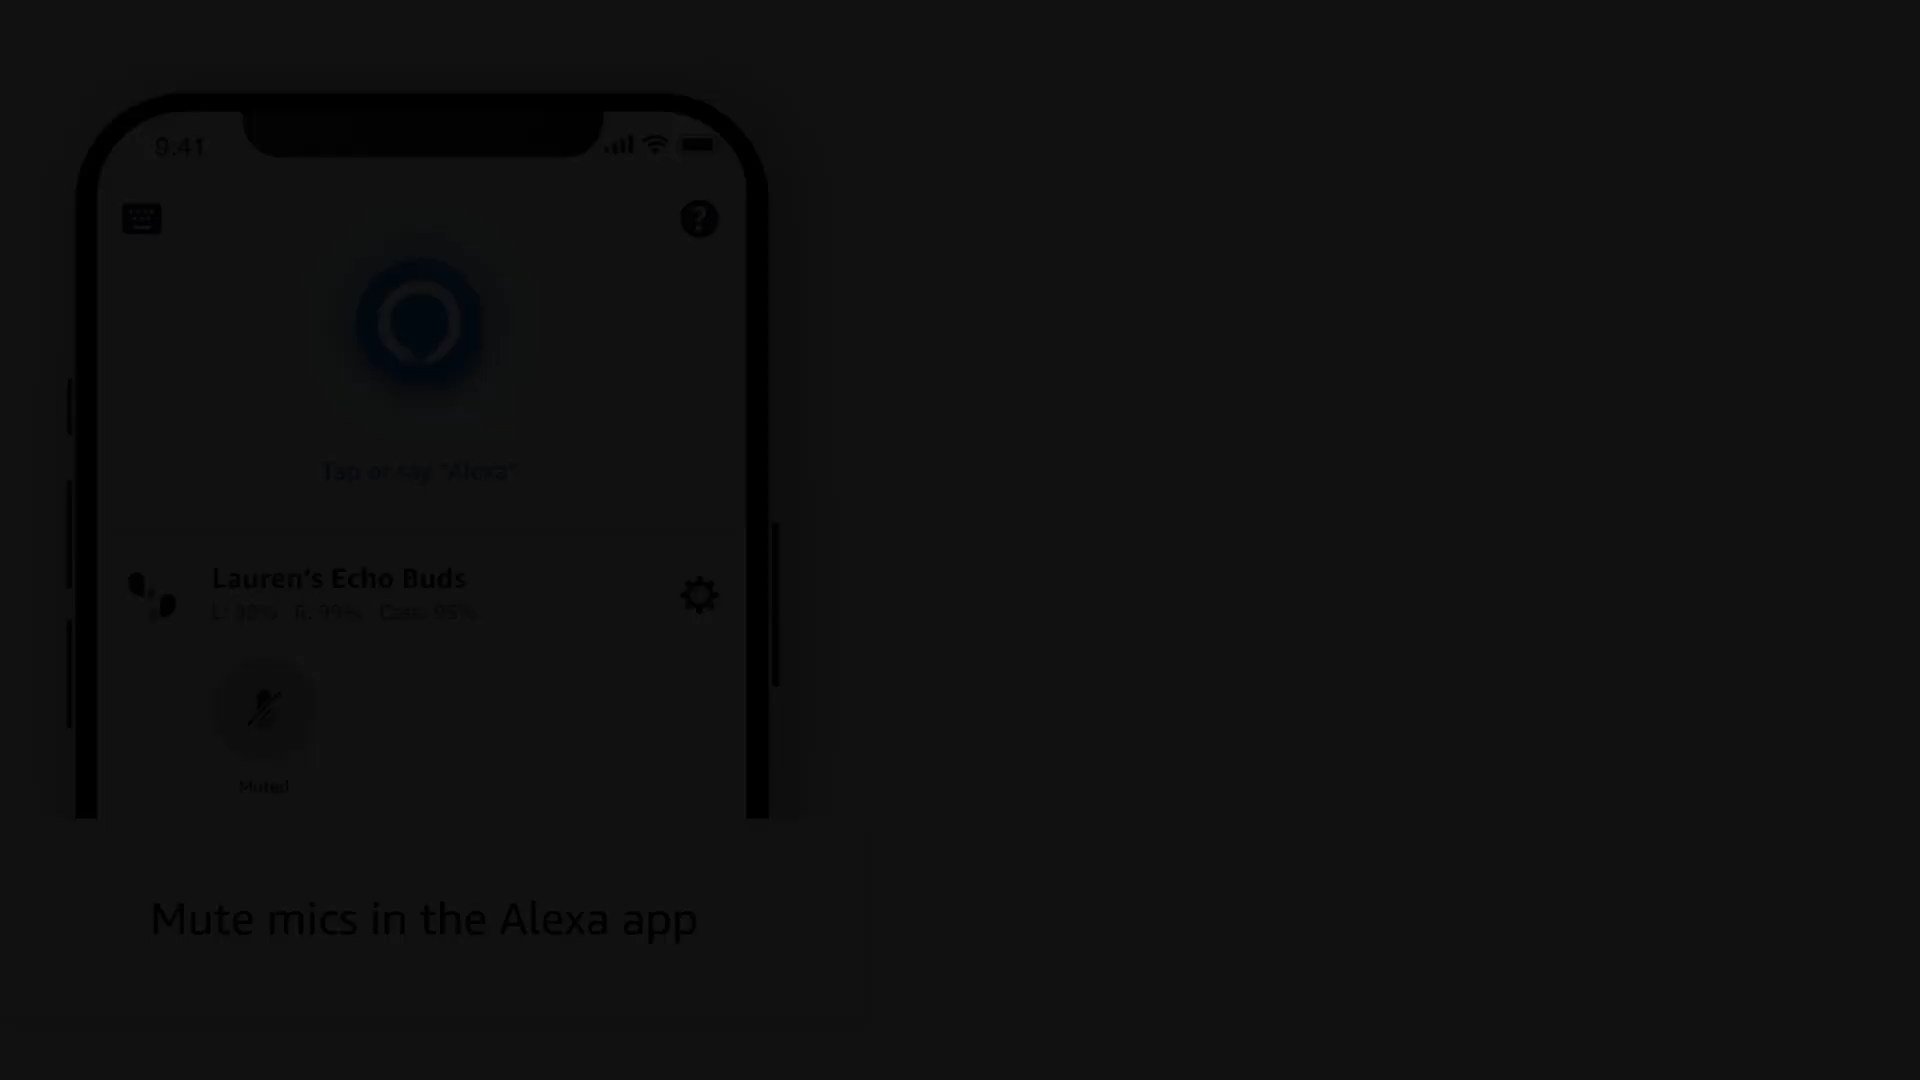 9:41
Tap or say "Alexa"
Lauren's Echo Buds
L: 98% R: 99% Case: 95%
Muted
Mute mics in the Alexa app